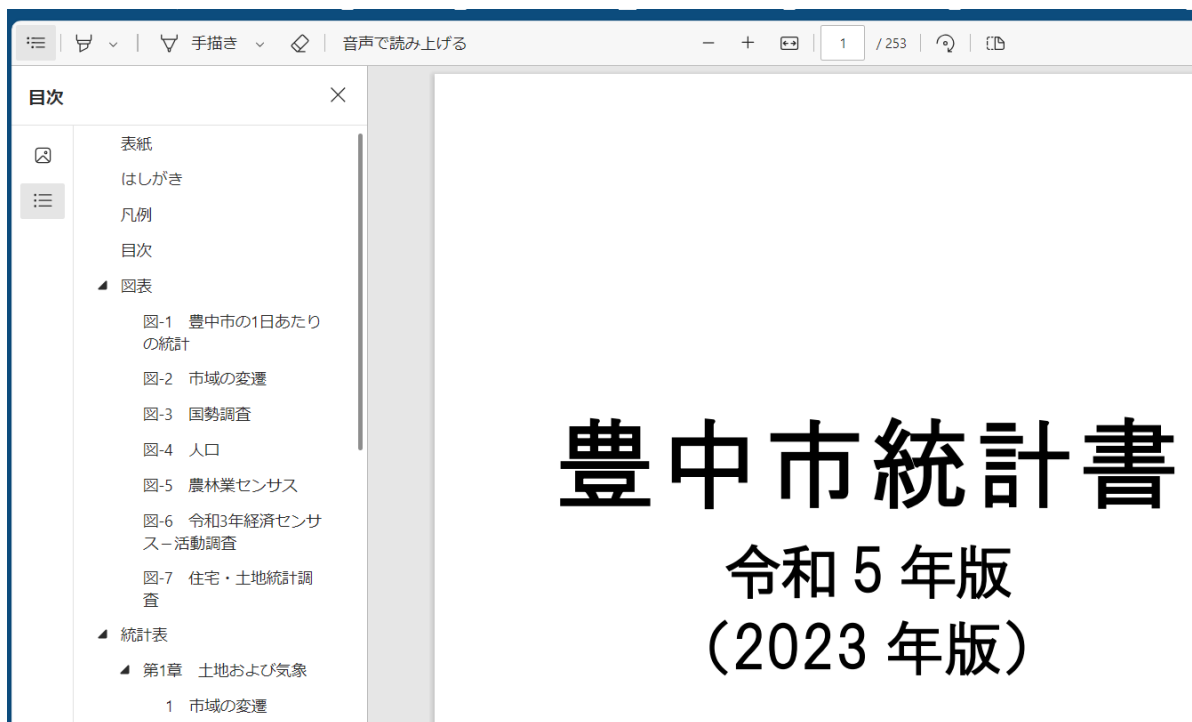 手描き
音声で読み上げる
1
/ 253
目次
表紙
はしがき
凡例
目次
図表
図-1 豊中市の1日あたり
の統計
図-2 市域の変遷
図-3 国勢調査
図-4 人口
図-5 農林業センサス
図-6 令和3年経済センサ
ス－活動調査
図-7 住宅・土地統計調
査
統計表
第1章 土地および気象
1 市域の変遷
豊中市統計書
令和5年版
（2023年版）